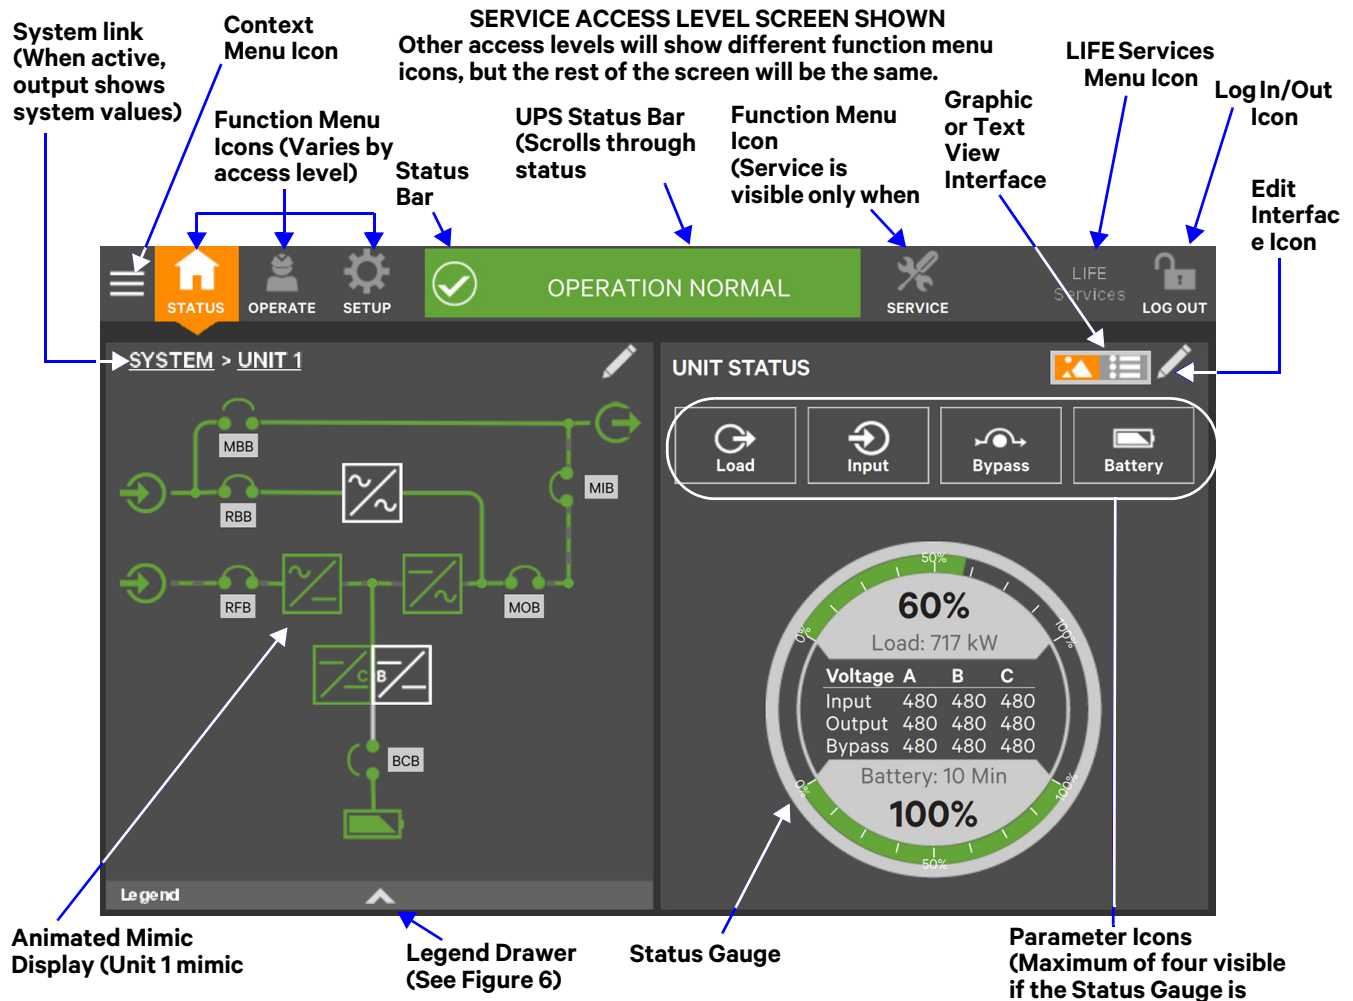 SERVICE ACCESS LEVEL SCREEN SHOWN
Other access levels will show different function menu
icons, but the rest of the screen will be the same.
System link
(When active,
output shows
system values)
Context
Menu Icon
Function Menu
Icons (Varies by
access level)
Status
Bar
UPS Status Bar
(Scrolls through
status
Function Menu
Icon
(Service is
visible only when
Graphic
or Text
View
Interface
LIFE Services
Menu Icon
Log In/Out
Icon
Edit
Interfac
e Icon
STATUS
OPERATE
SETUP
OPERATION NORMAL
SERVICE
LIFE
Services
LOG OUT
SYSTEM > UNIT 1
MBB
RBB
MIB
RFB
MOB
C
B
BCB
Legend
UNIT STATUS
Load
Input
Bypass
Battery
50%
0%
100%
60%
Load: 717 kW
Voltage A B C
Input 480 480 480
Output 480 480 480
Bypass 480 480 480
Battery: 10 Min
100%
0%
100%
50%
Animated Mimic
Display (Unit 1 mimic
Legend Drawer
(See Figure 6)
Status Gauge
Parameter Icons
(Maximum of four visible
if the Status Gauge is